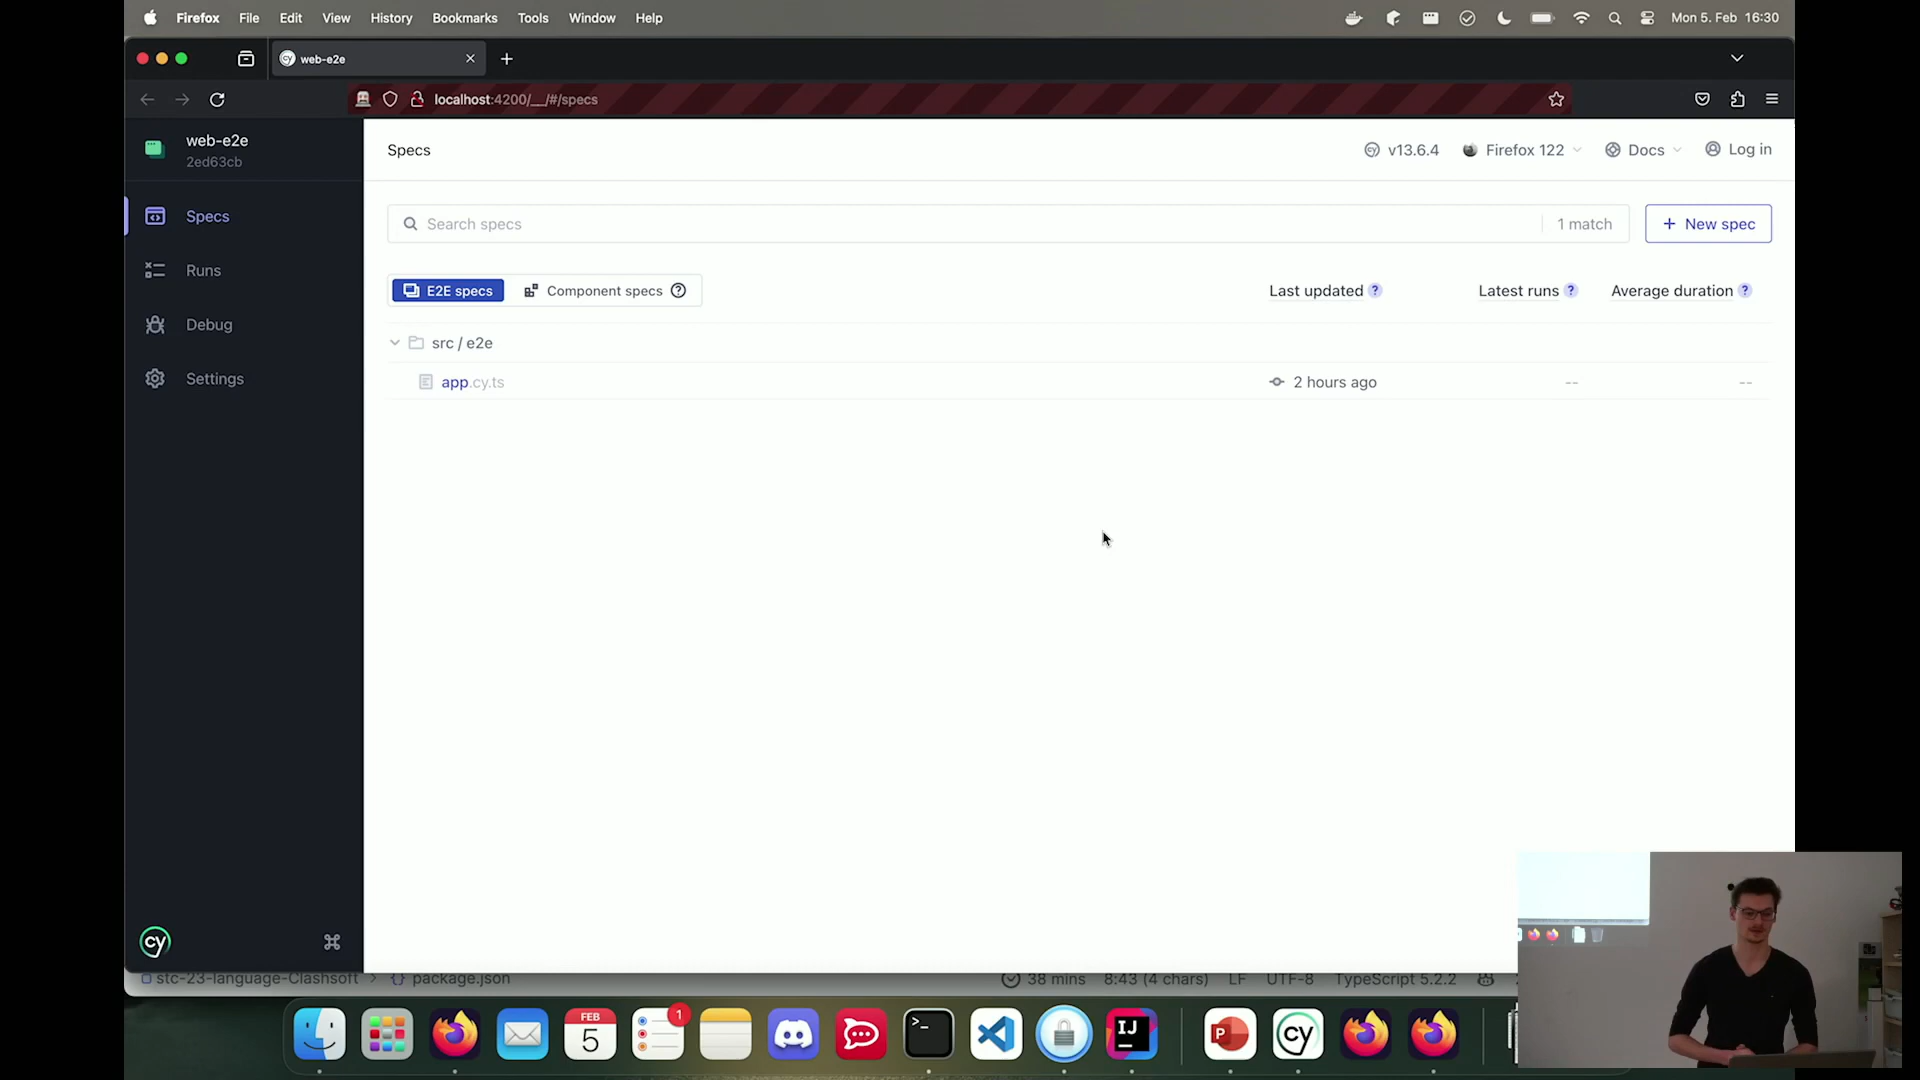 Firefox File Edit View History Bookmarks Tools Window Help Mon 5. Feb 16:30
web-e2e
localhost:4200/__/#/specs
web-e2e
2ed63cb
Specs
Runs
Debug
Settings
cy
Specs
v13.6.4 Firefox 122 Docs Log in
Search specs 1 match New spec
E2E specs Component specs Last updated Latest runs Average duration
src / e2e
app.cy.ts 2 hours ago -- --
stc-23-language-Clashsoft package.json 38 mins 8:43 (4 chars) LF UTF-8 TypeScript 5.2.2
FEB
5
1
IJ
P
cy